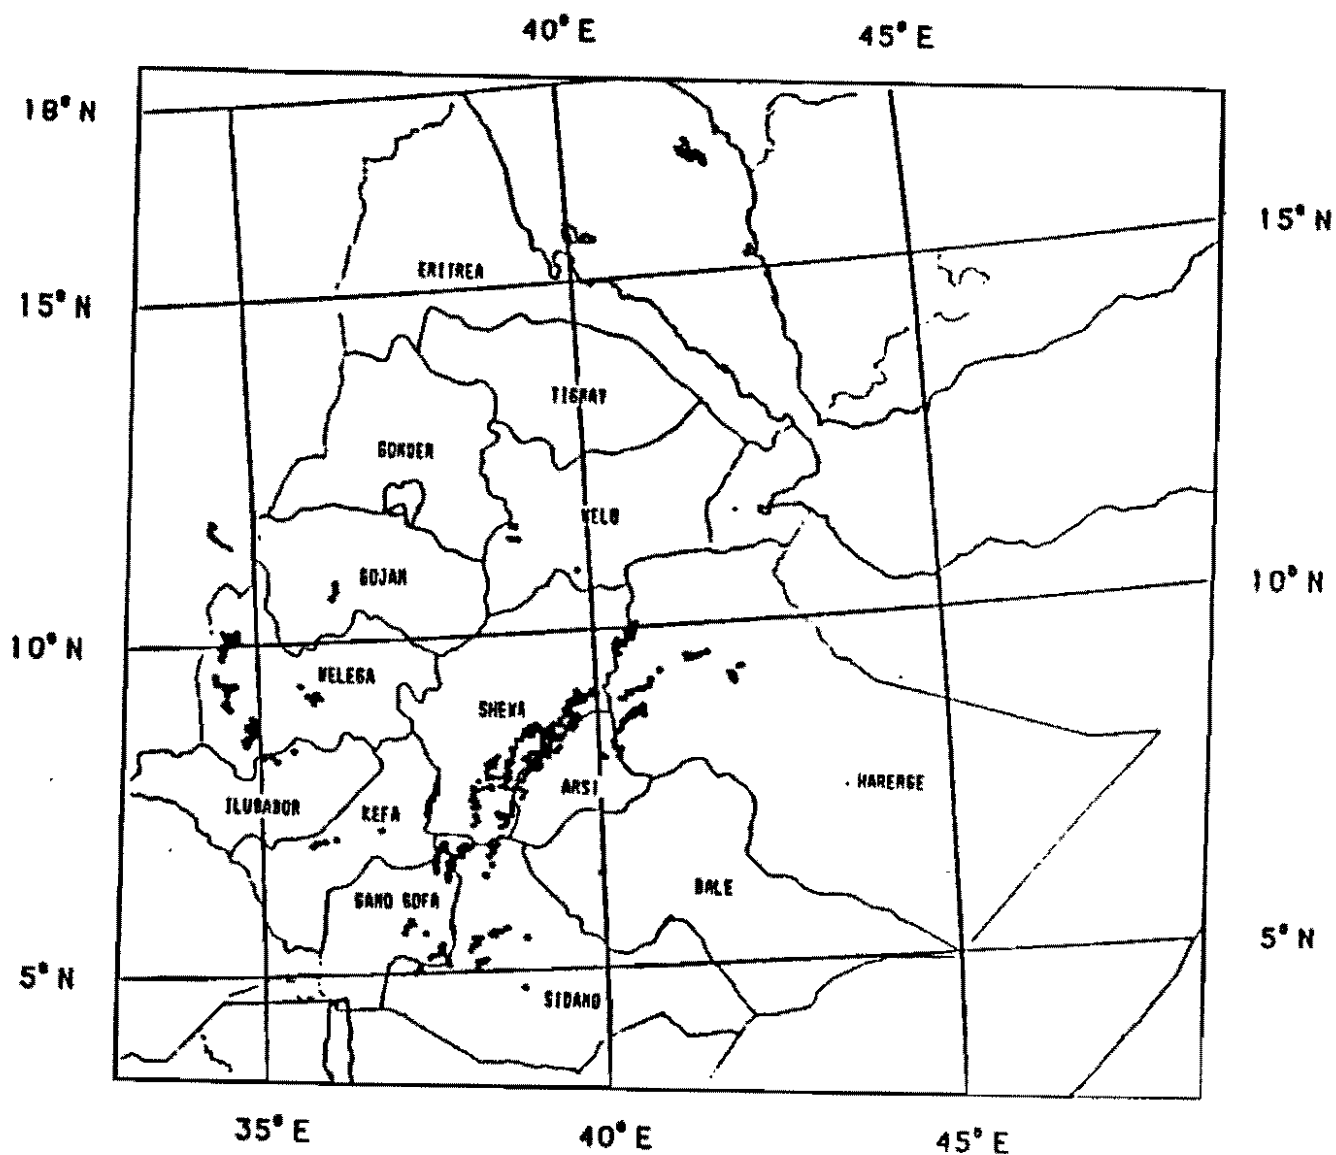 40° E
45° E
18° N
15° N
ERITREA
15° N
TIGRAY
GONDER
WELO
GOJAM
10° N
10° N
WELEGA
SHEWA
HARERGE
ARSI
ILUBABOR
KEFA
BALE
GAMO GOFA
5° N
5° N
SIDAMO
35° E
40° E
45° E